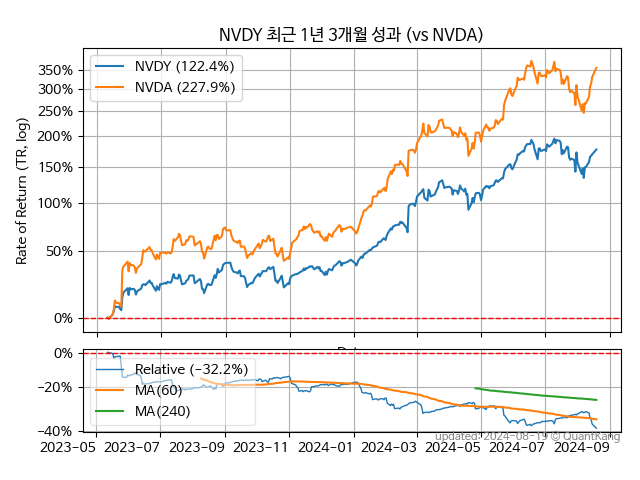 NVDY 최근 1년 3개월 성과 (vs NVDA)
Rate of Return (TR, log)
350%
300%
250%
200%
150%
100%
50%
0%
NVDY (122.4%)
NVDA (227.9%)
0%
−20%
−40%
Relative (−32.2%)
MA(60)
MA(240)
updated: 2024-08-19 © QuantKang
2023-05 2023-07 2023-09 2023-11 2024-01 2024-03 2024-05 2024-07 2024-09